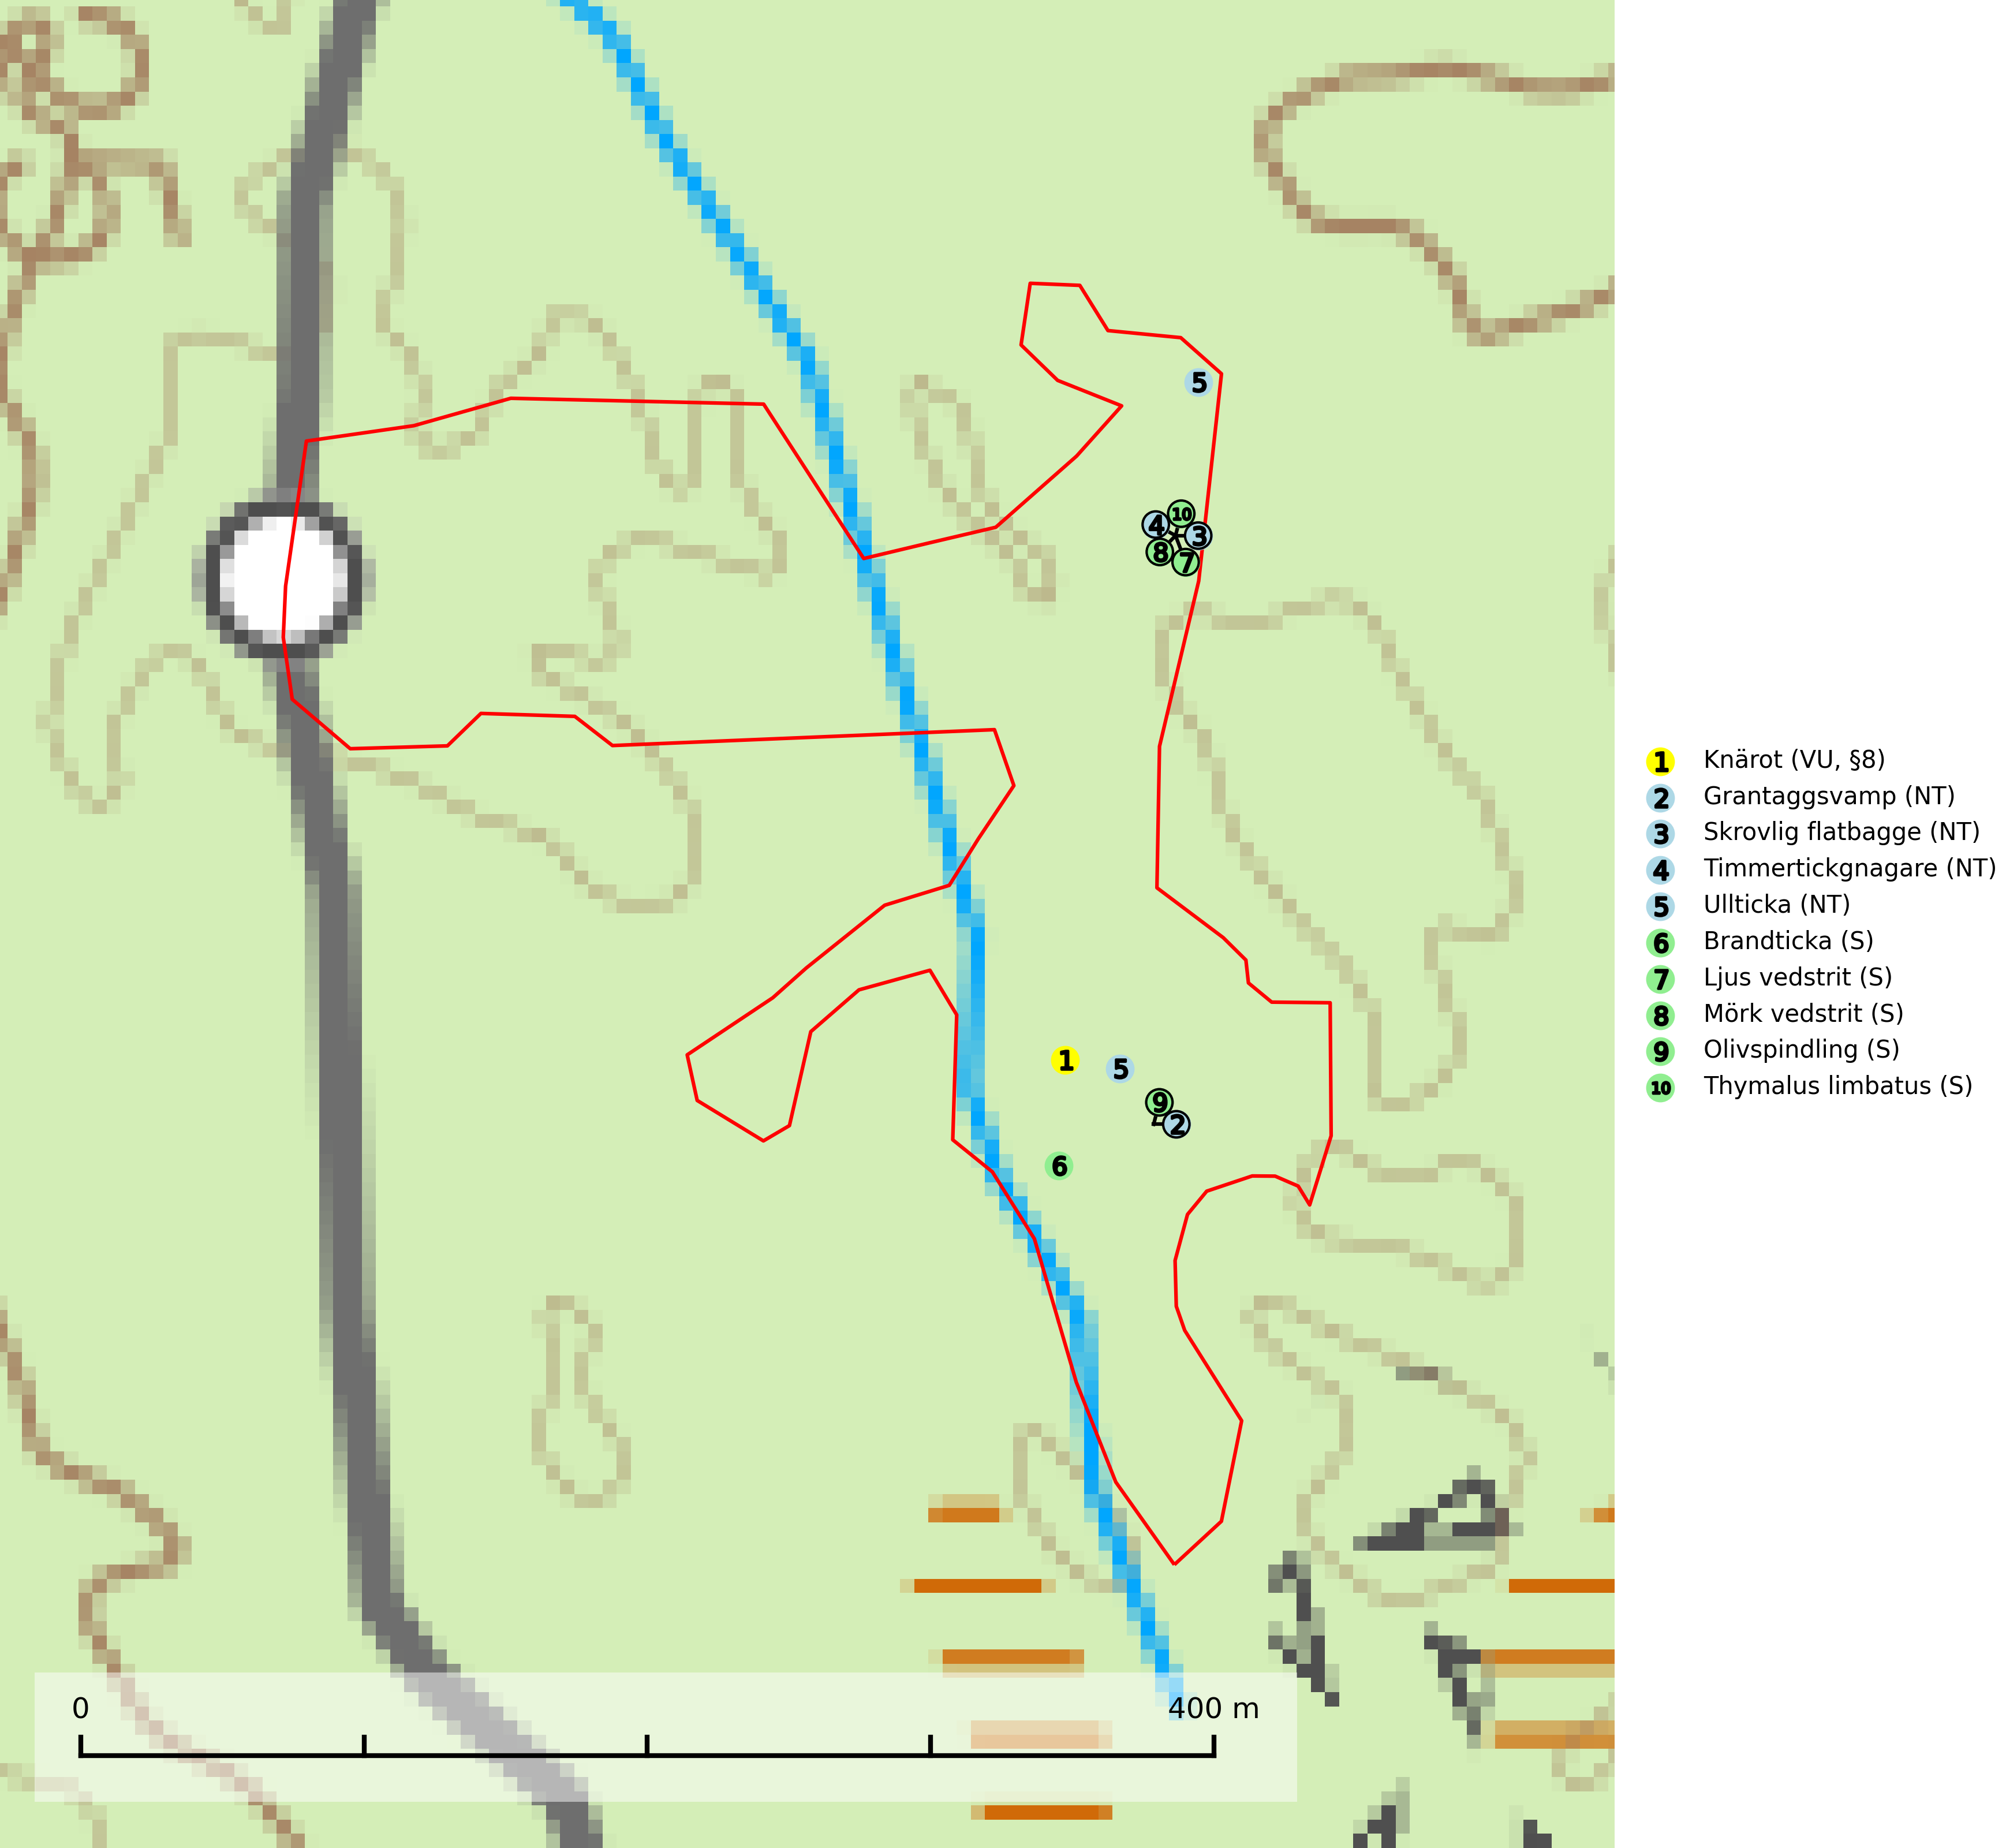 5
10
4
3
8
7
1
5
9
2
6
1 Knärot (VU, §8)
2 Grantaggsvamp (NT)
3 Skrovlig flatbagge (NT)
4 Timmertickgnagare (NT)
5 Ullticka (NT)
6 Brandticka (S)
7 Ljus vedstrit (S)
8 Mörk vedstrit (S)
9 Olivspindling (S)
10 Thymalus limbatus (S)
0 400 m